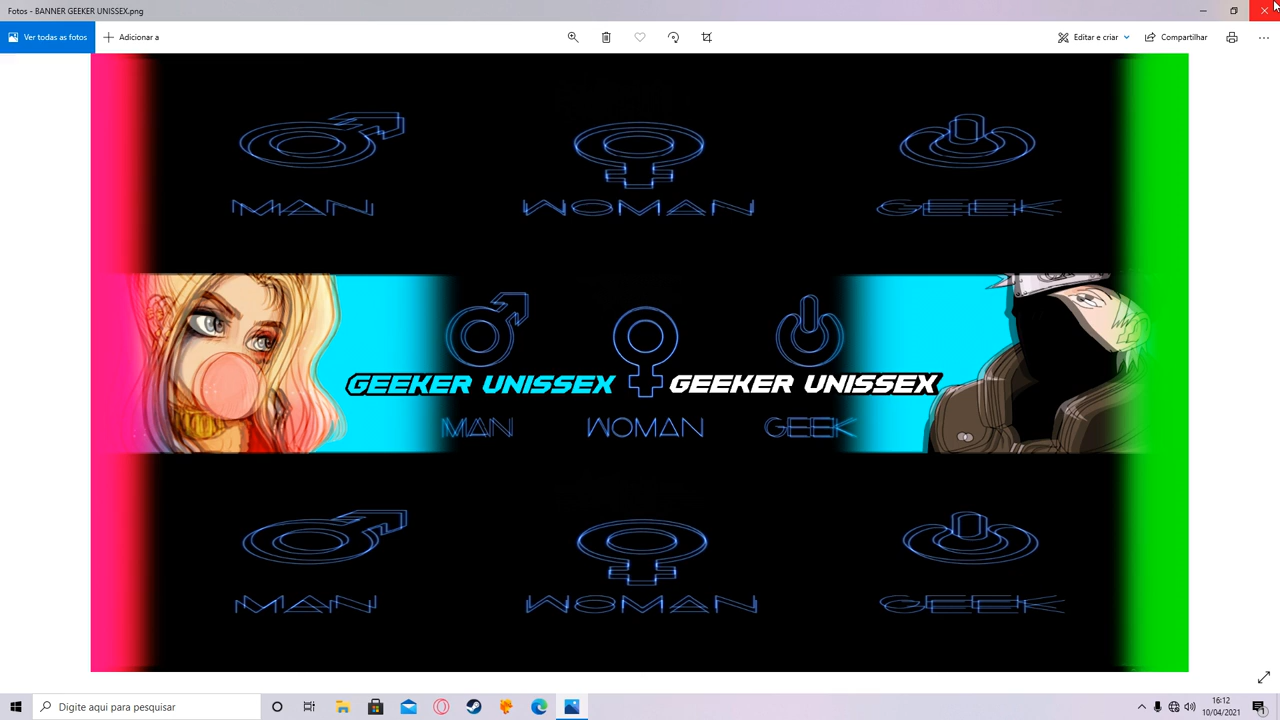 Fotos - BANNER GEEKER UNISSEX.png
Ver todas as fotos
Adicionar a
Editar e criar
Compartilhar
MAN WOMAN GEEK
GEEKER UNISSEX GEEKER UNISSEX
MAN WOMAN GEEK
MAN WOMAN GEEK
Digite aqui para pesquisar
16:12
10/04/2021
1